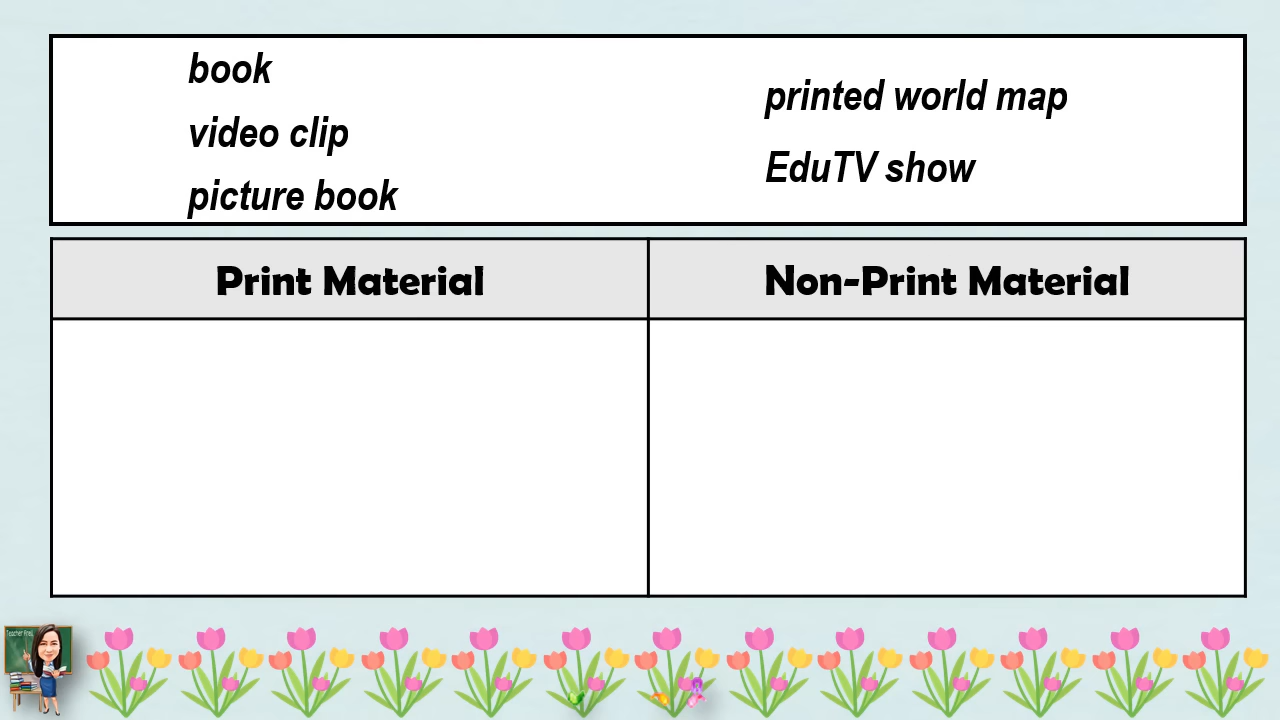 book
video clip
picture book
printed world map
EduTV show
Print Material
Non-Print Material